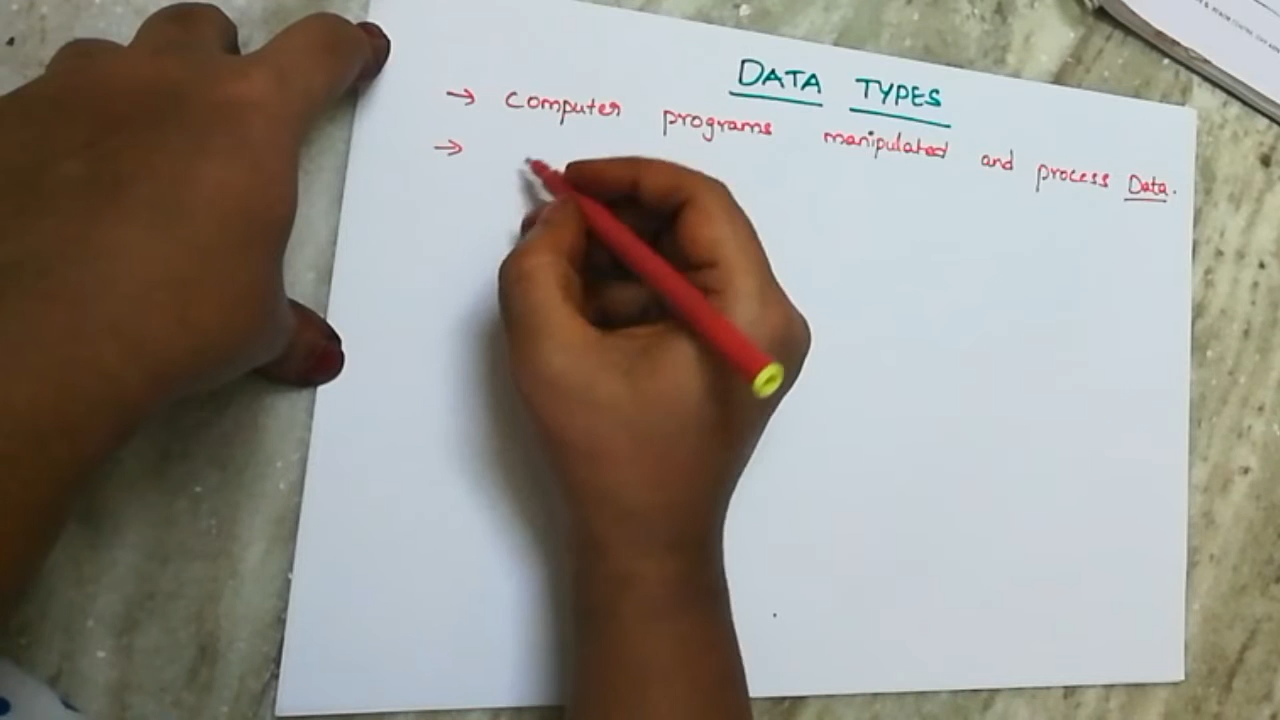 DATA TYPES
→ Computer programs manipulated and process Data.
→